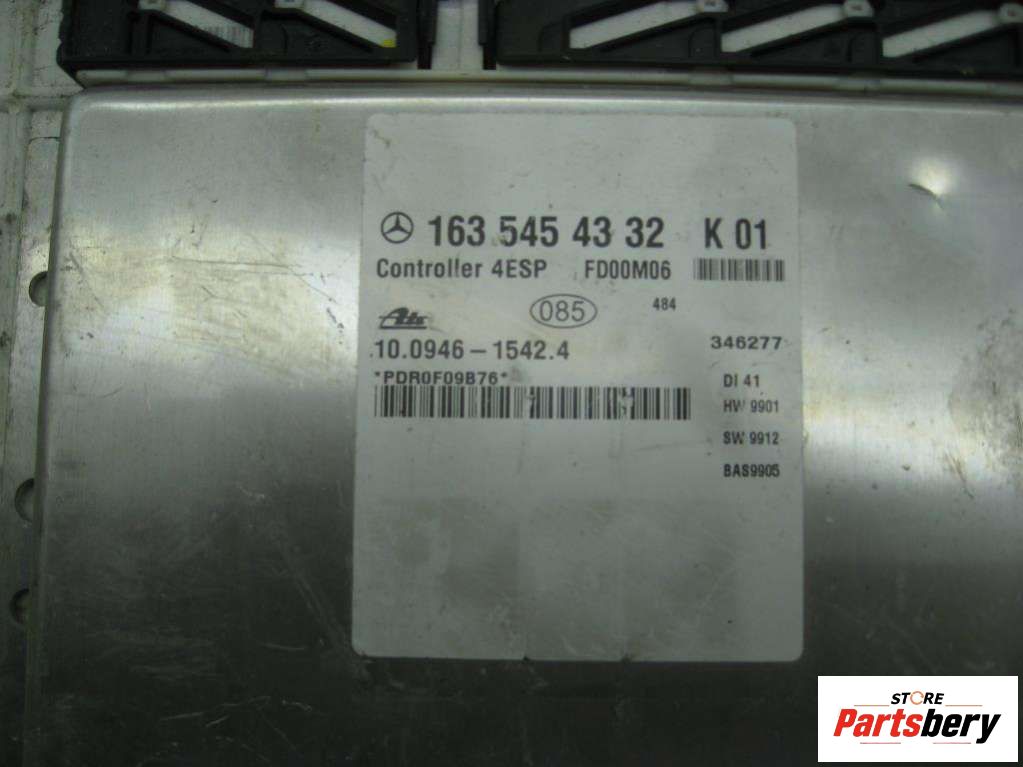 163 545 43 32 K 01
Controller 4ESP FD00M06
085 484
Ate
10.0946-1542.4 346277
*PDR0F09B76*
DI 41
HW 9901
SW 9912
BAS9905
STORE
Partsbery